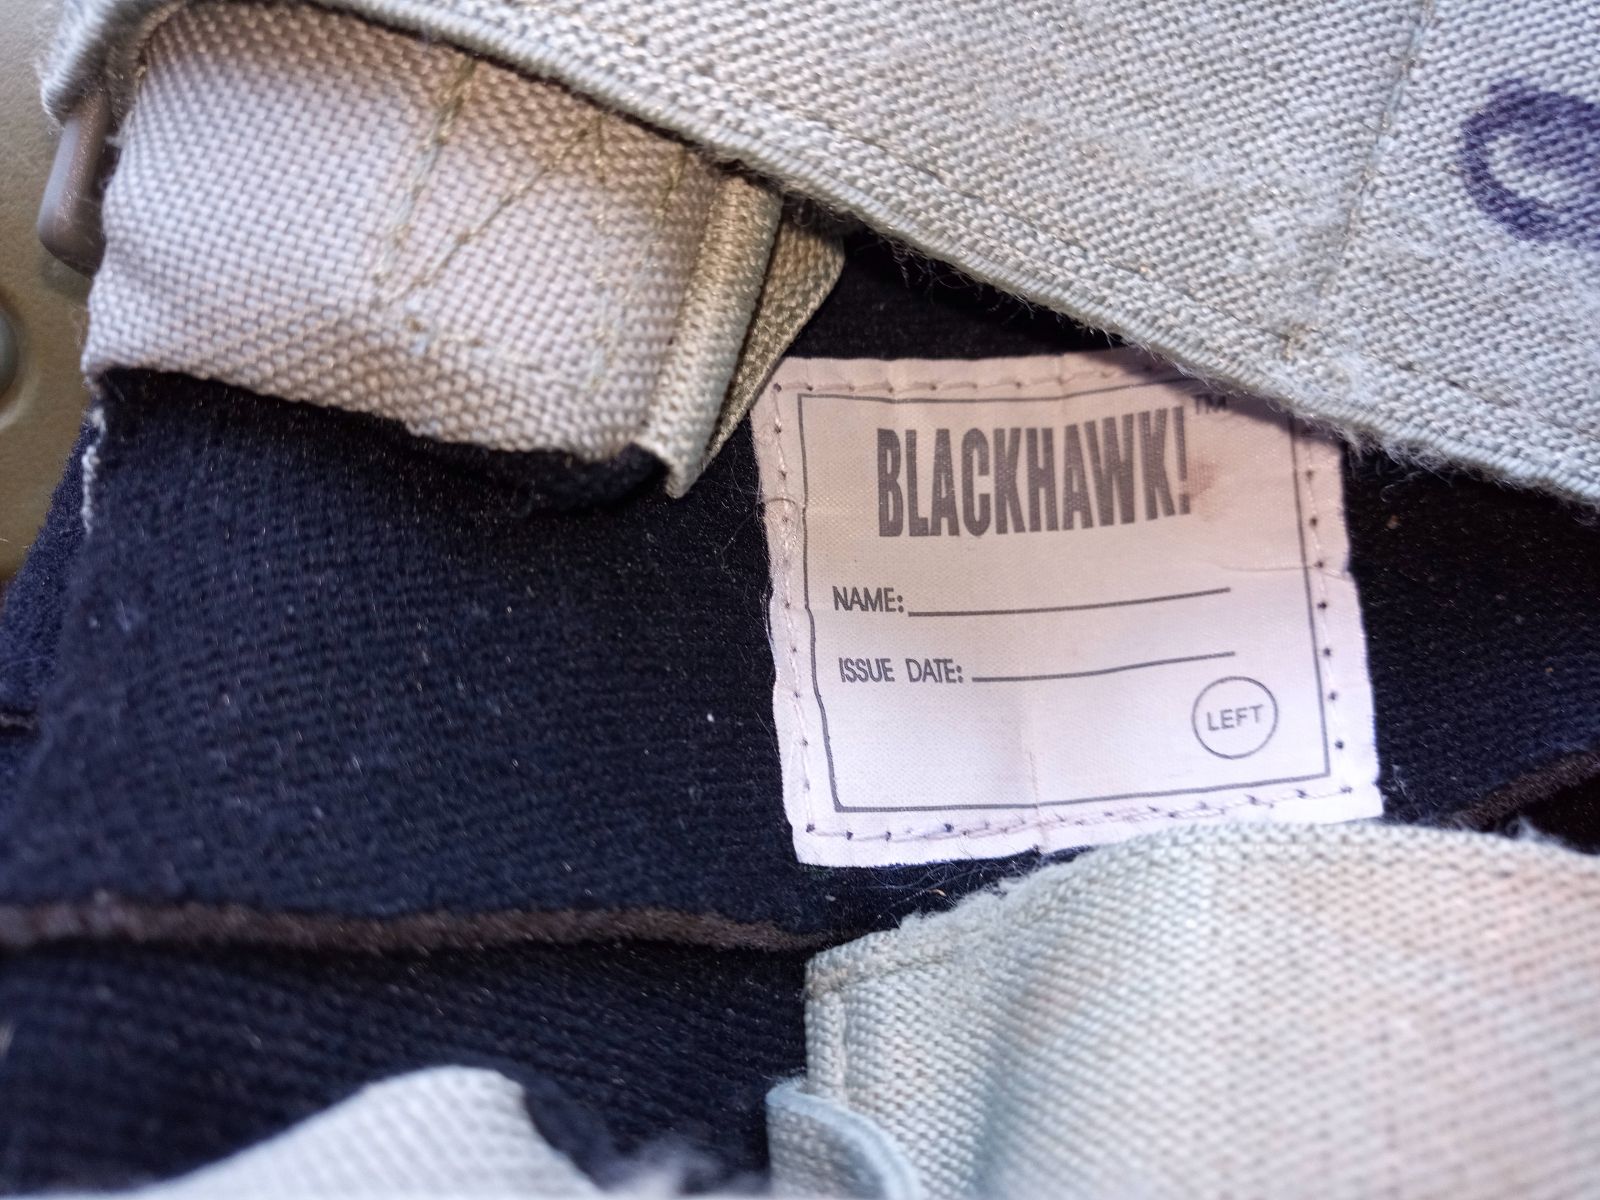 BLACKHAWK!™
NAME:
ISSUE DATE:
LEFT